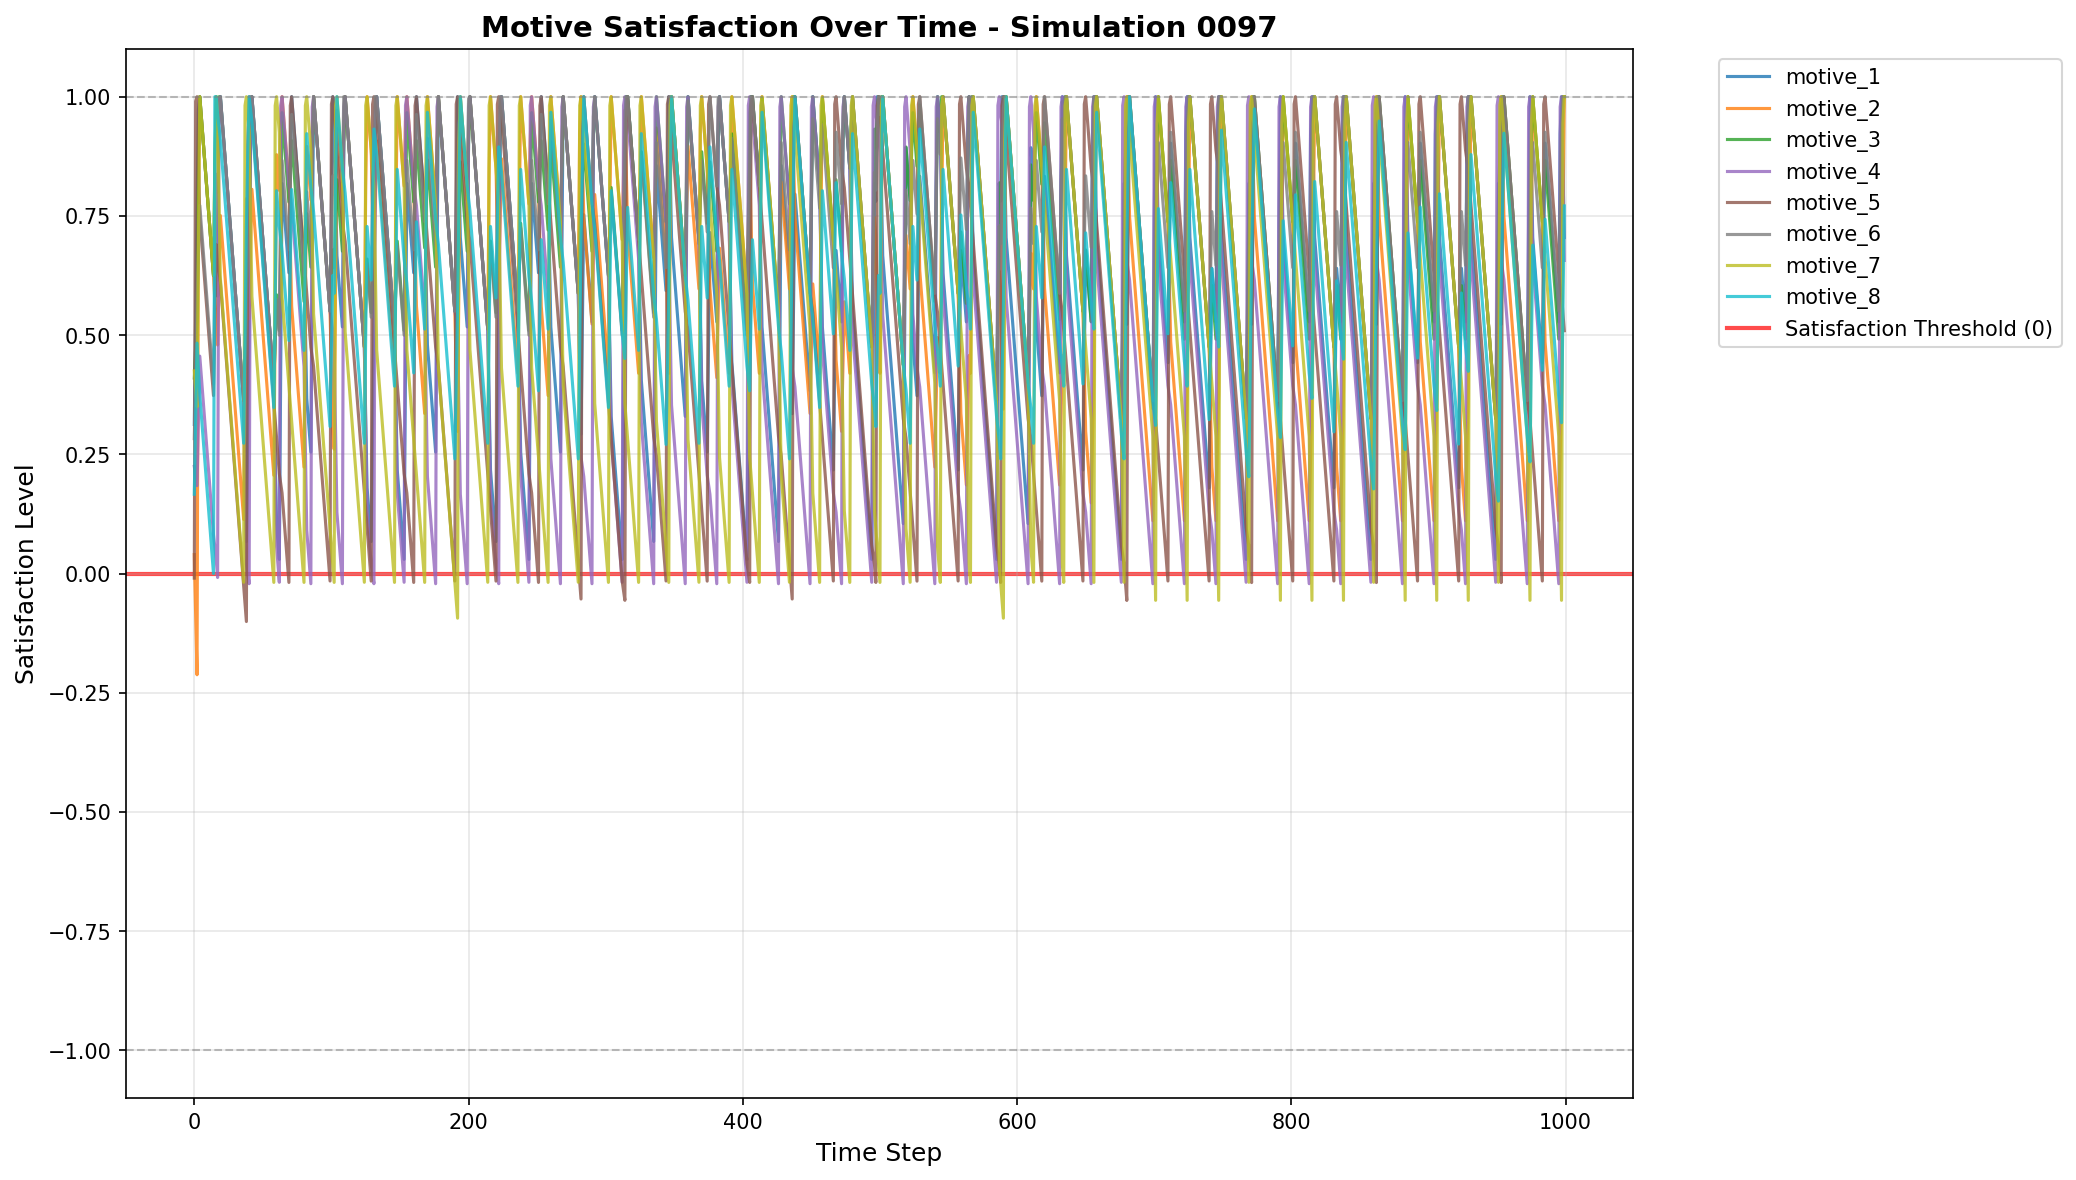 Motive Satisfaction Over Time - Simulation 0097
Satisfaction Level
1.00
0.75
0.50
0.25
0.00
−0.25
−0.50
−0.75
−1.00
0
200
400
600
800
1000
Time Step
motive_1
motive_2
motive_3
motive_4
motive_5
motive_6
motive_7
motive_8
Satisfaction Threshold (0)